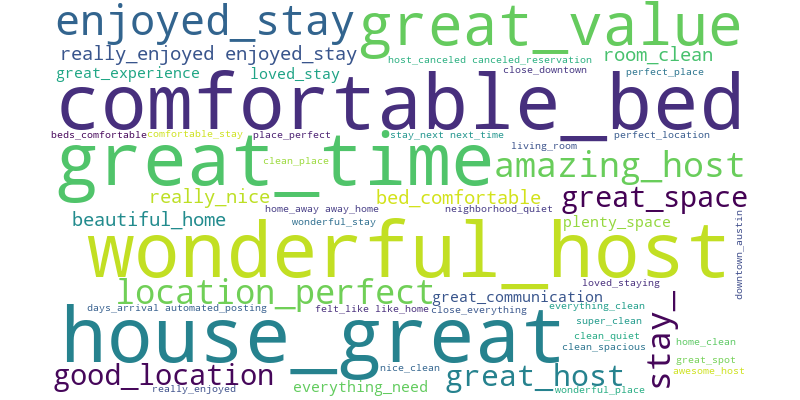 enjoyed_stay great_value
really_enjoyed enjoyed_stay host_canceled canceled_reservation room_clean
great_experience loved_stay close_downtown perfect_place
comfortable_bed
beds_comfortable comfortable_stay place_perfect stay_next next_time perfect_location
great_time living_room
clean_place amazing_host
really_nice bed_comfortable great_space
home_away away_home neighborhood_quiet
beautiful_home wonderful_stay plenty_space
wonderful_host downtown_austin
location_perfect great_communication loved_staying
days_arrival automated_posting felt_like like_home close_everything everything_clean
house_great super_clean
clean_quiet home_clean
clean_spacious stay_
good_location nice_clean great_spot
great_host awesome_host
really_enjoyed everything_need wonderful_place